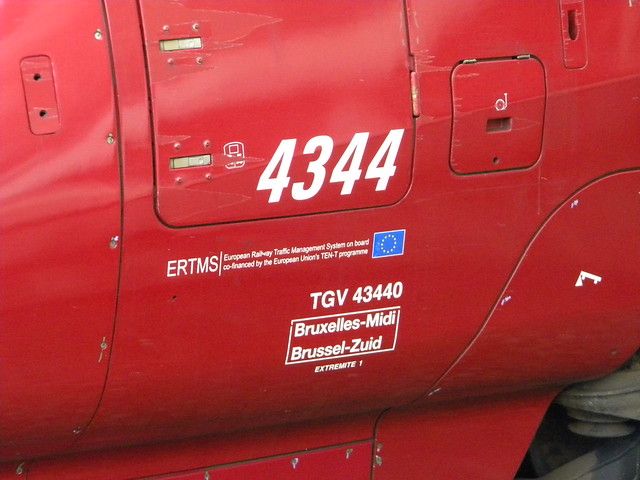 4344
ERTMS
European Railway Traffic Management System on board
co-financed by the European Union's TEN-T programme
TGV 43440
Bruxelles-Midi
Brussel-Zuid
EXTREMITE 1